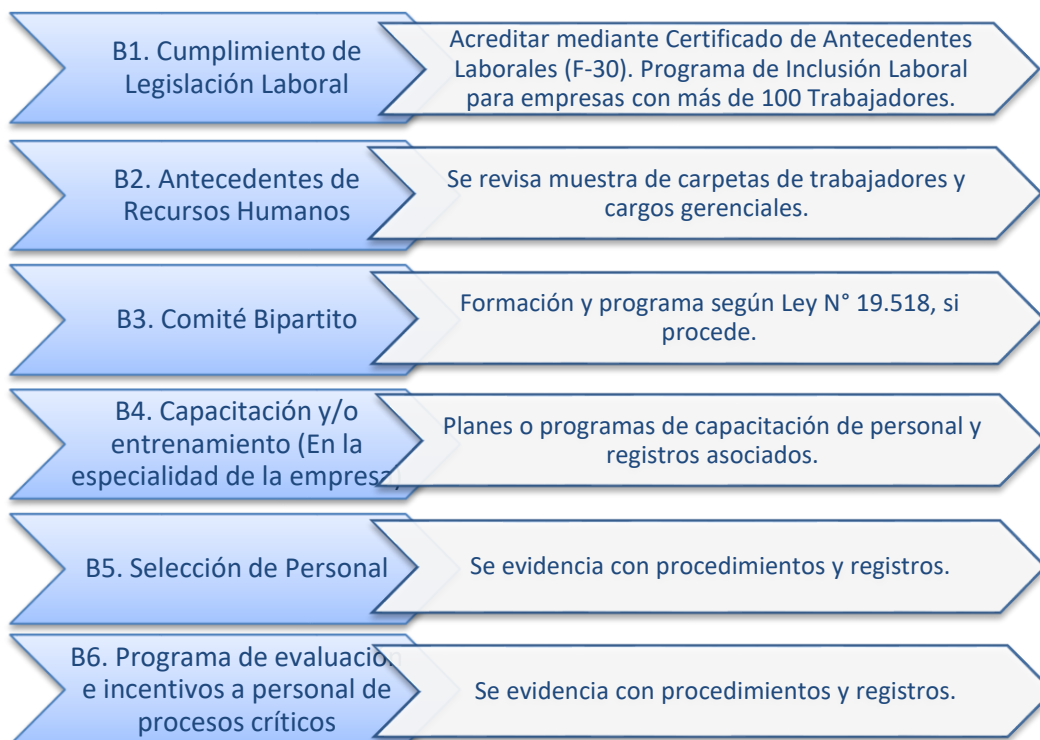 B1. Cumplimiento de
Legislación Laboral
Acreditar mediante Certificado de Antecedentes
Laborales (F-30). Programa de Inclusión Laboral
para empresas con más de 100 Trabajadores.
B2. Antecedentes de
Recursos Humanos
Se revisa muestra de carpetas de trabajadores y
cargos gerenciales.
B3. Comité Bipartito
Formación y programa según Ley N° 19.518, si
procede.
B4. Capacitación y/o
entrenamiento (En la
especialidad de la empresa)
Planes o programas de capacitación de personal y
registros asociados.
B5. Selección de Personal
Se evidencia con procedimientos y registros.
B6. Programa de evaluación
e incentivos a personal de
procesos críticos
Se evidencia con procedimientos y registros.